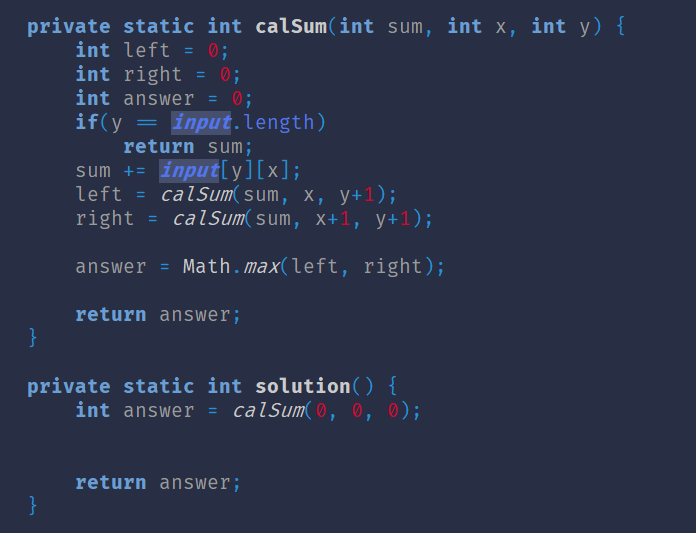 private static int calSum(int sum, int x, int y) {
    int left = 0;
    int right = 0;
    int answer = 0;
    if(y == input.length)
        return sum;
    sum += input[y][x];
    left = calSum(sum, x, y+1);
    right = calSum(sum, x+1, y+1);
    answer = Math.max(left, right);
    return answer;
}
private static int solution() {
    int answer = calSum(0, 0, 0);
    return answer;
}